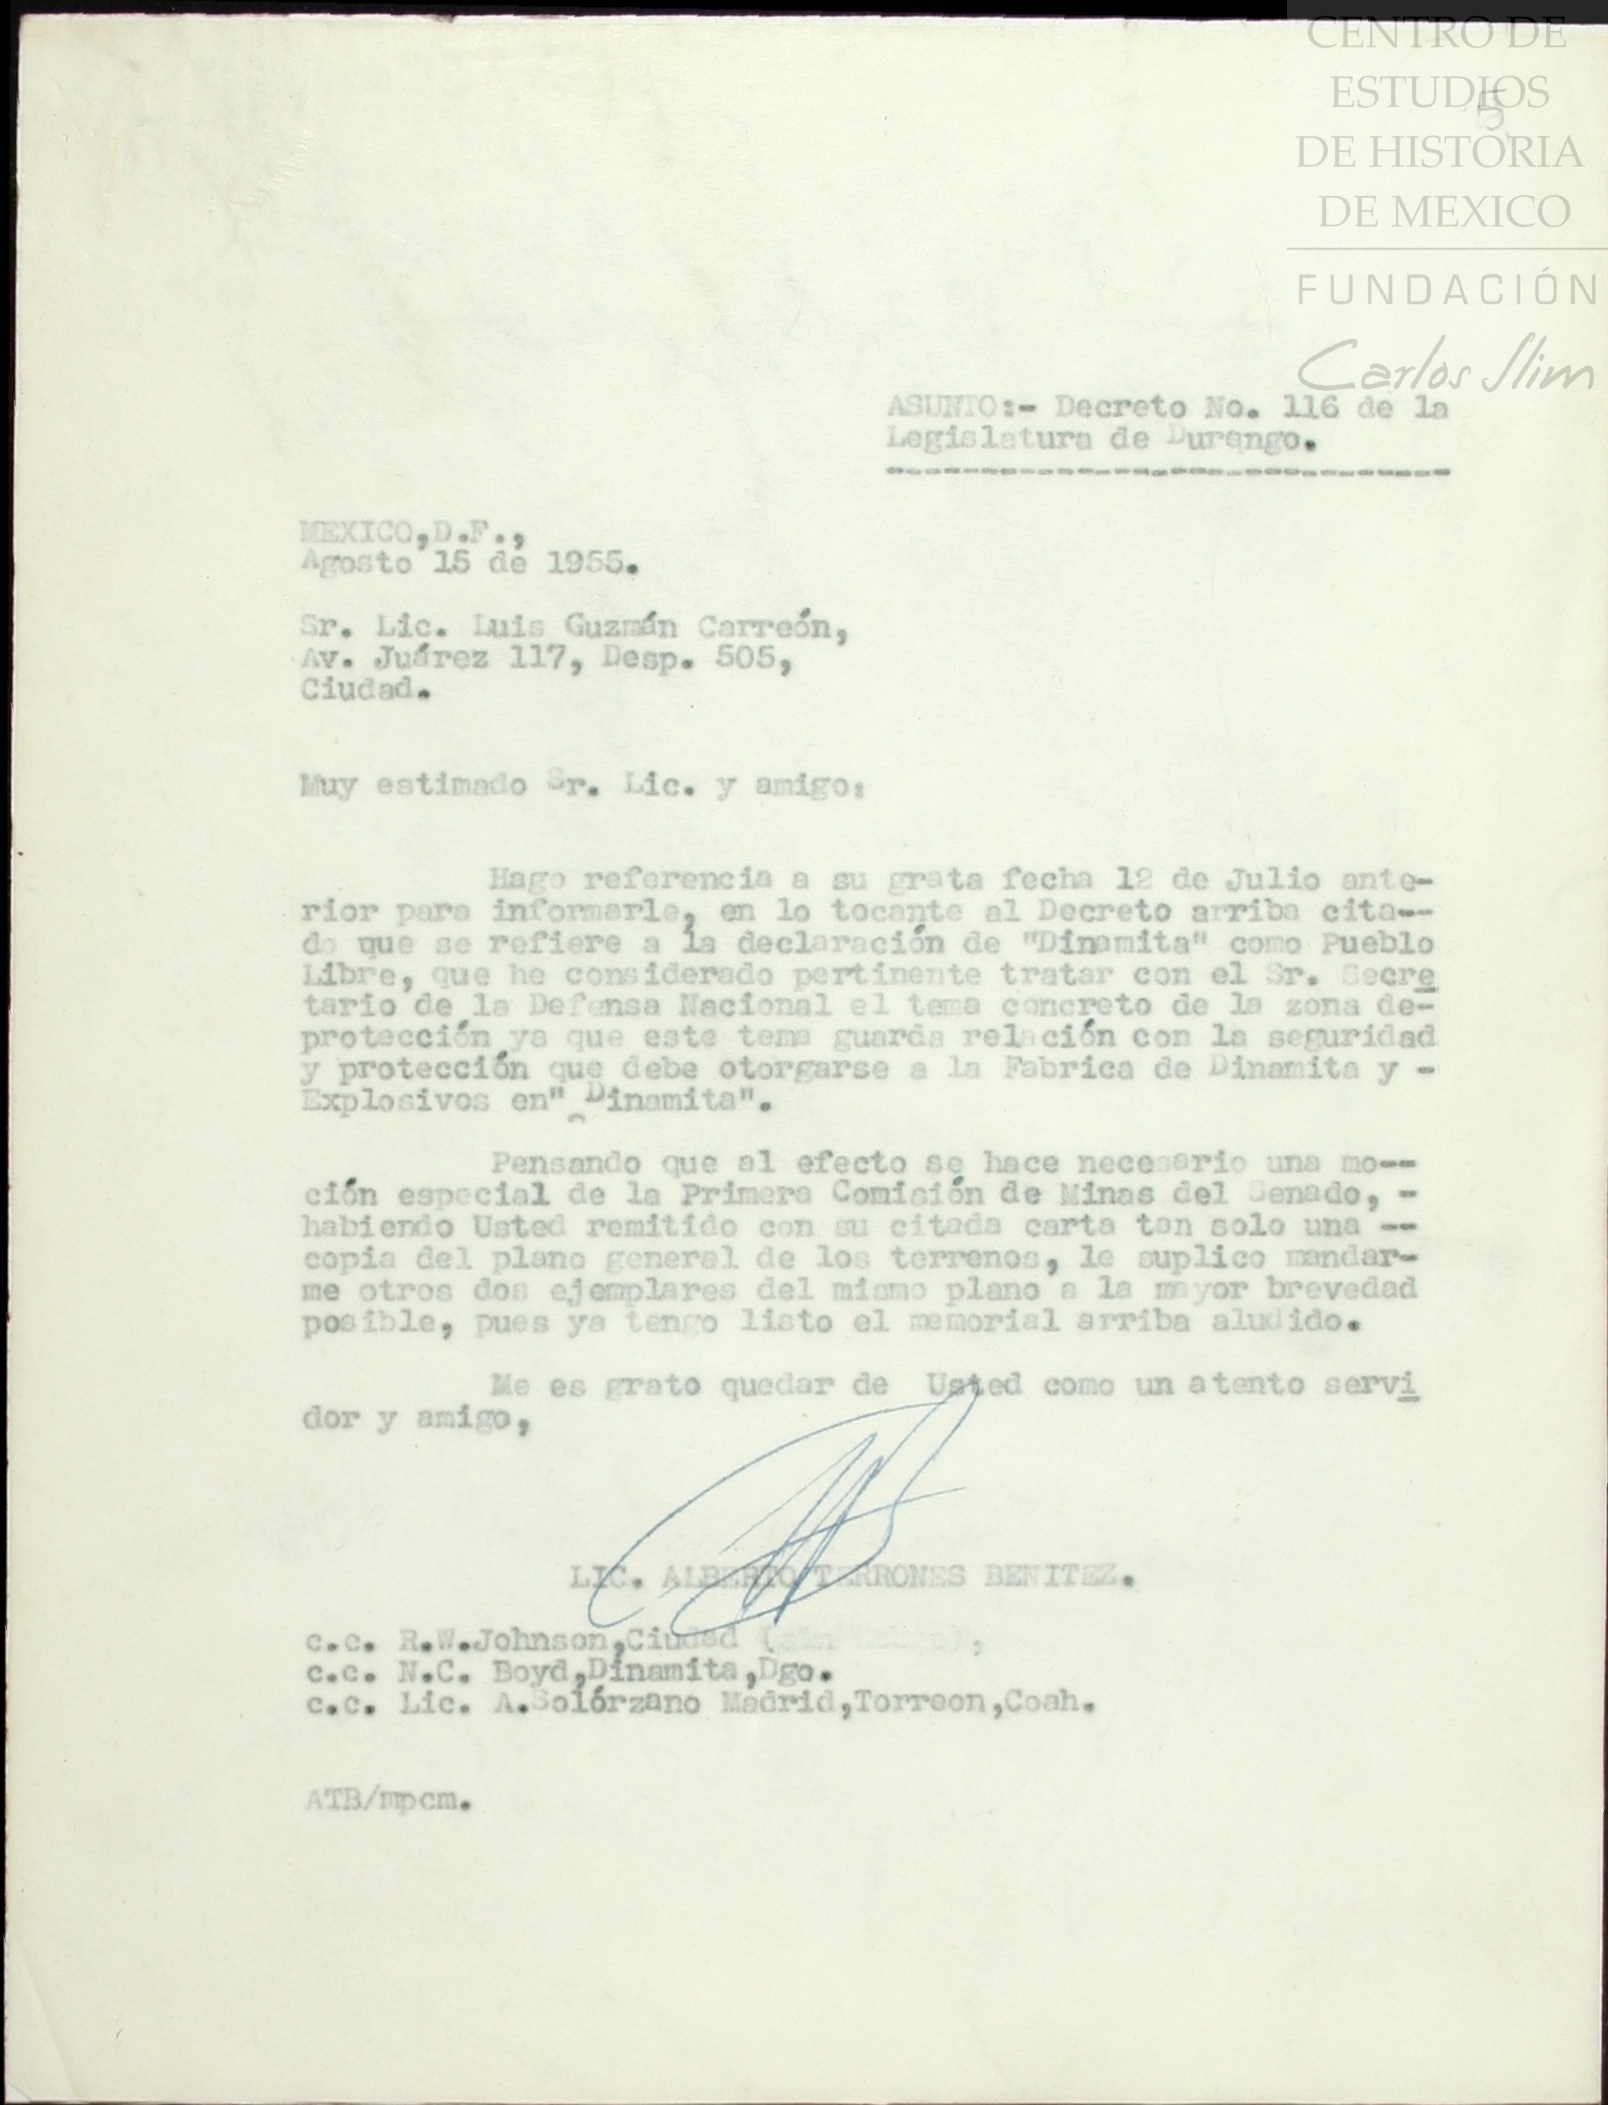 CENTRO DE
ESTUDIOS
DE HISTORIA
DE MEXICO
FUNDACIÓN
Carlos Slim
5
ASUNTO:- Decreto No. 116 de la
Legislatura de Durango.
------------------------------
MEXICO,D.F.,
Agosto 15 de 1955.
Sr. Lic. Luis Guzmán Carreón,
Av. Juárez 117, Desp. 505,
Ciudad.
Muy estimado Sr. Lic. y amigo:
Hago referencia a su grata fecha 12 de Julio ante-
rior para informarle, en lo tocante al Decreto arriba cita--
do que se refiere a la declaración de "Dinamita" como Pueblo
Libre, que he considerado pertinente tratar con el Sr. Secre
tario de la Defensa Nacional el tema concreto de la zona de-
protección ya que este tema guarda relación con la seguridad
y protección que debe otorgarse a la Fabrica de Dinamita y -
Explosivos en" Dinamita".
Pensando que al efecto se hace necesario una mo--
ción especial de la Primera Comisión de Minas del Senado, -
habiendo Usted remitido con su citada carta tan solo una --
copia del plano general de los terrenos, le suplico mandar-
me otros dos ejemplares del mismo plano a la mayor brevedad
posible, pues ya tengo listo el memorial arriba aludido.
Me es grato quedar de Usted como un atento servi
dor y amigo,
LIC. ALBERTO TERRONES BENITEZ.
c.c. R.W.Johnson,Ciudad
c.c. N.C. Boyd,Dinamita,Dgo.
c.c. Lic. A.Solórzano Madrid,Torreon,Coah.
ATB/mpcm.